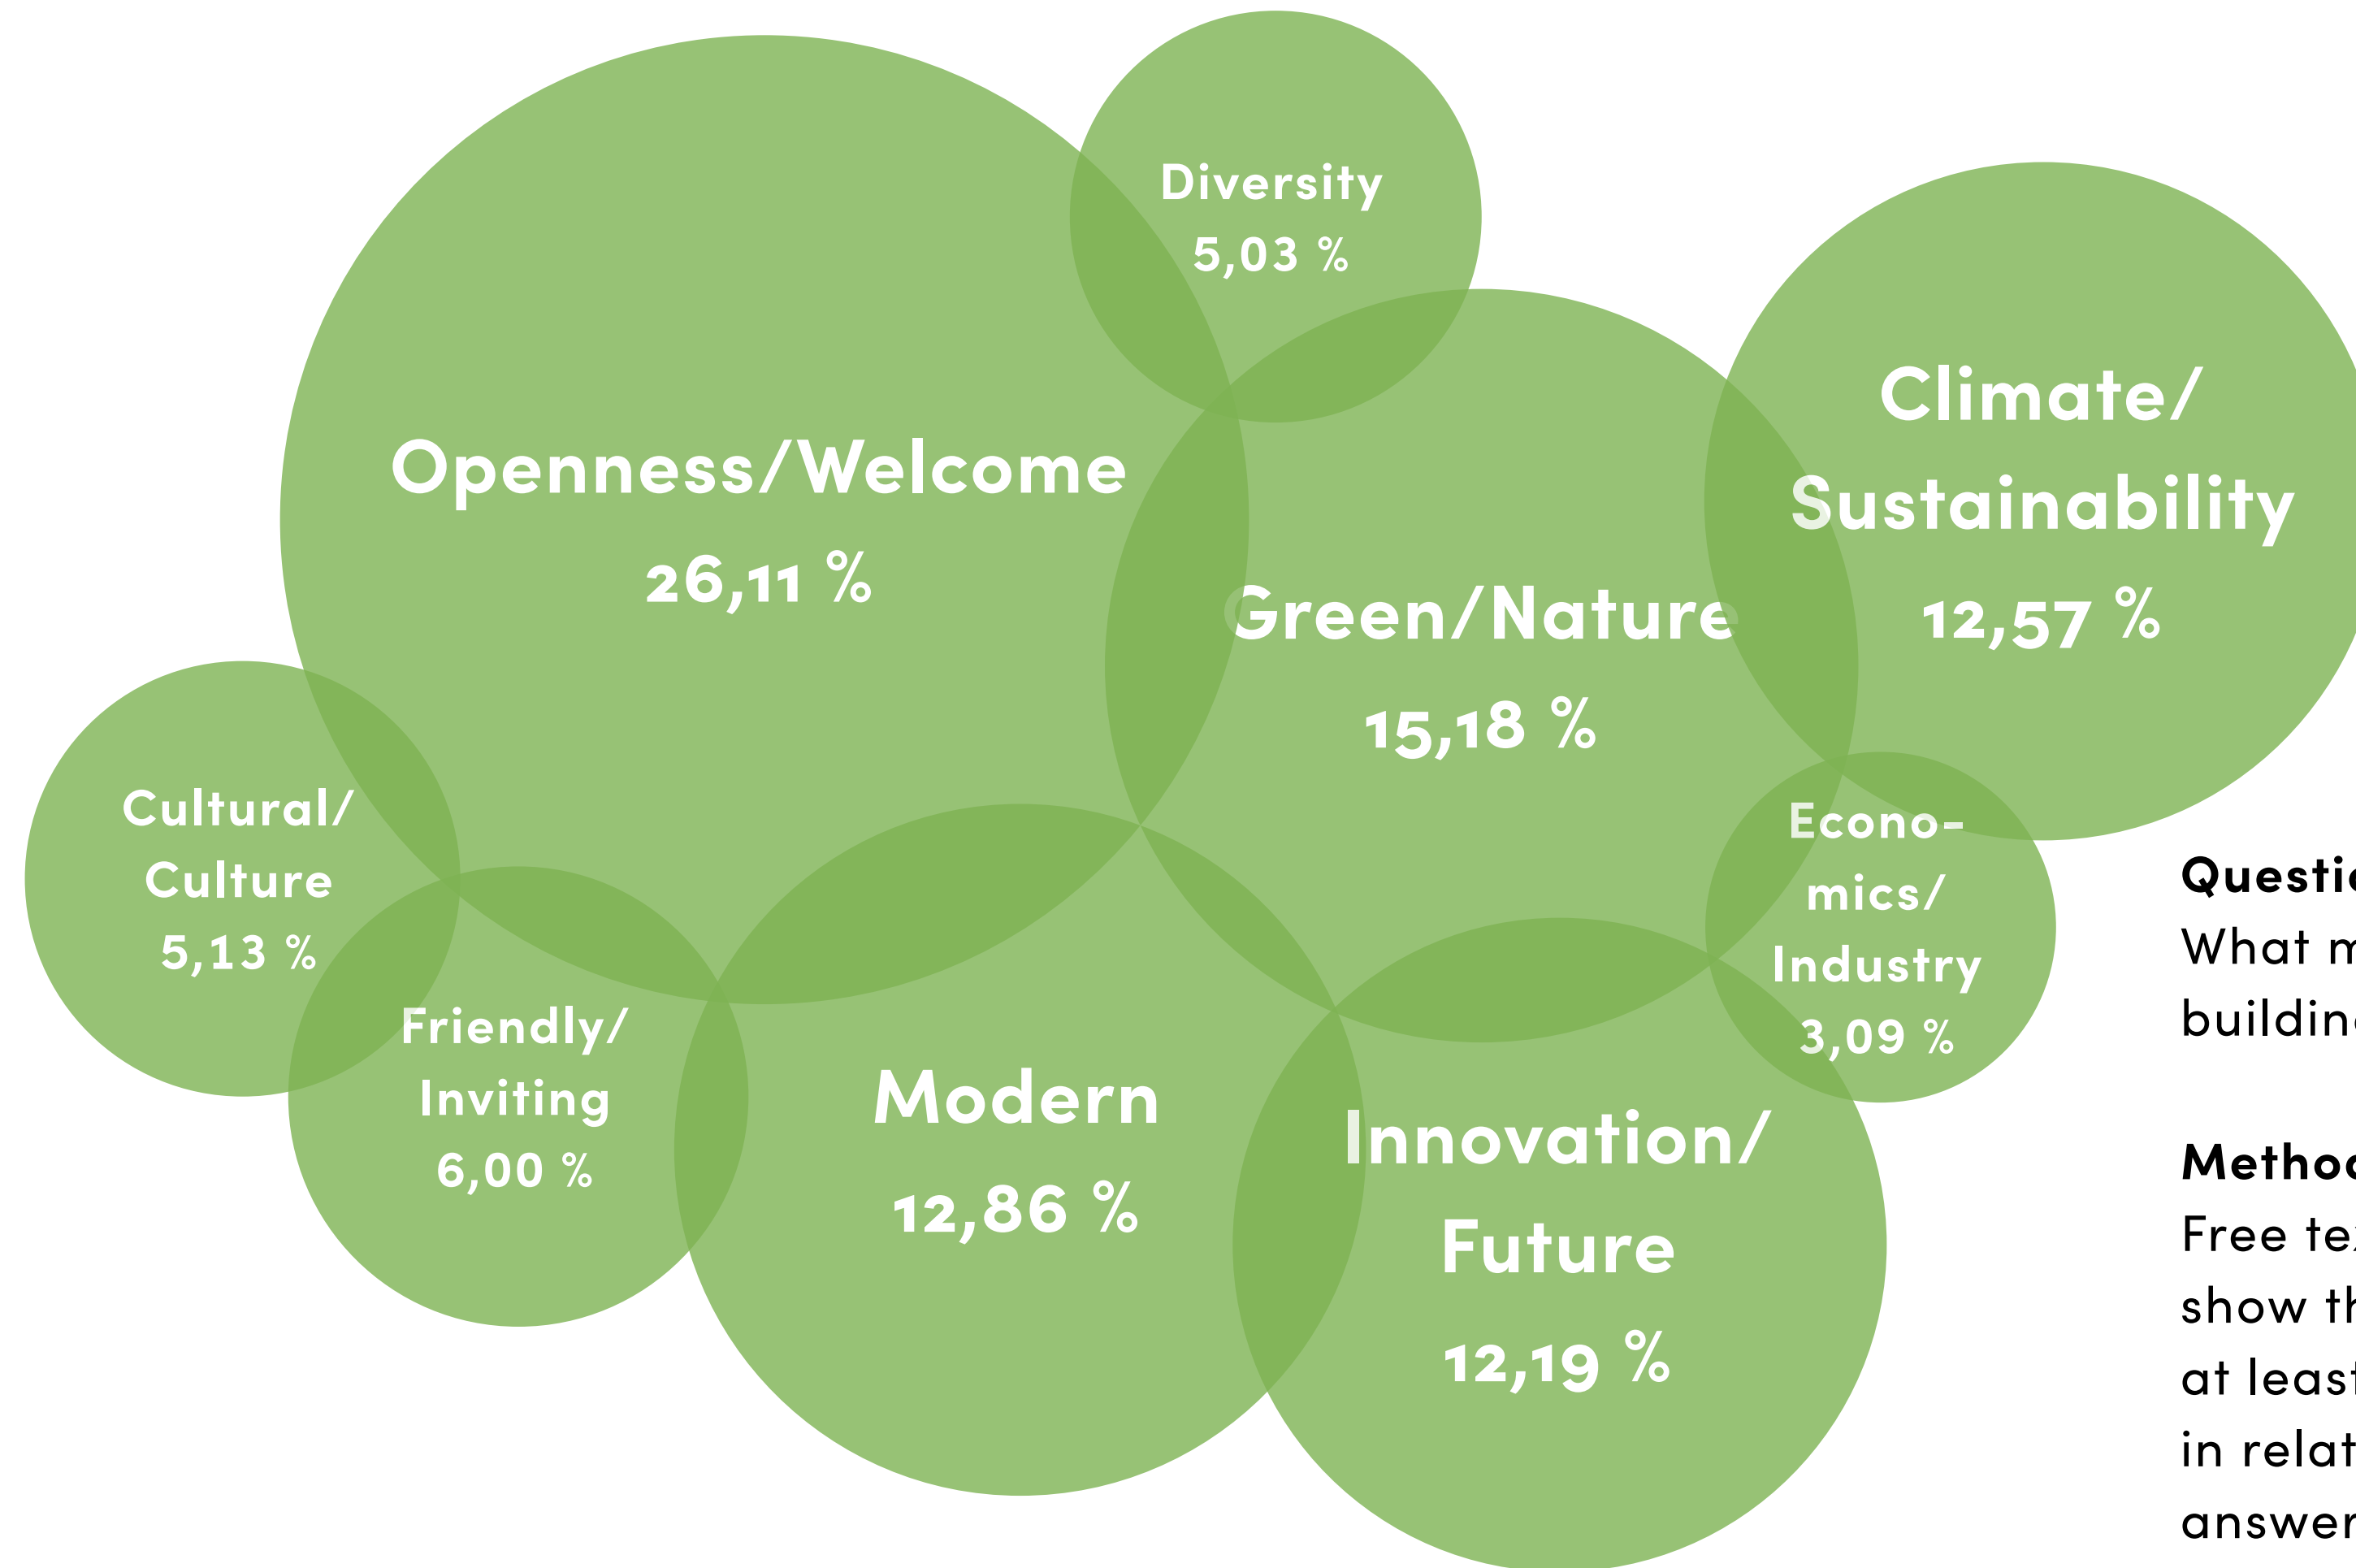 Diversity
5,03 %
Openness/Welcome
26,11 %
Climate/
Sustainability
12,57 %
Green/Nature
15,18 %
Cultural/
Culture
5,13 %
Friendly/
Inviting
6,00 %
Modern
12,86 %
Innovation/
Future
12,19 %
Econo-
mics/
Industry
3,09 %
What
building
Free
show
at least
in